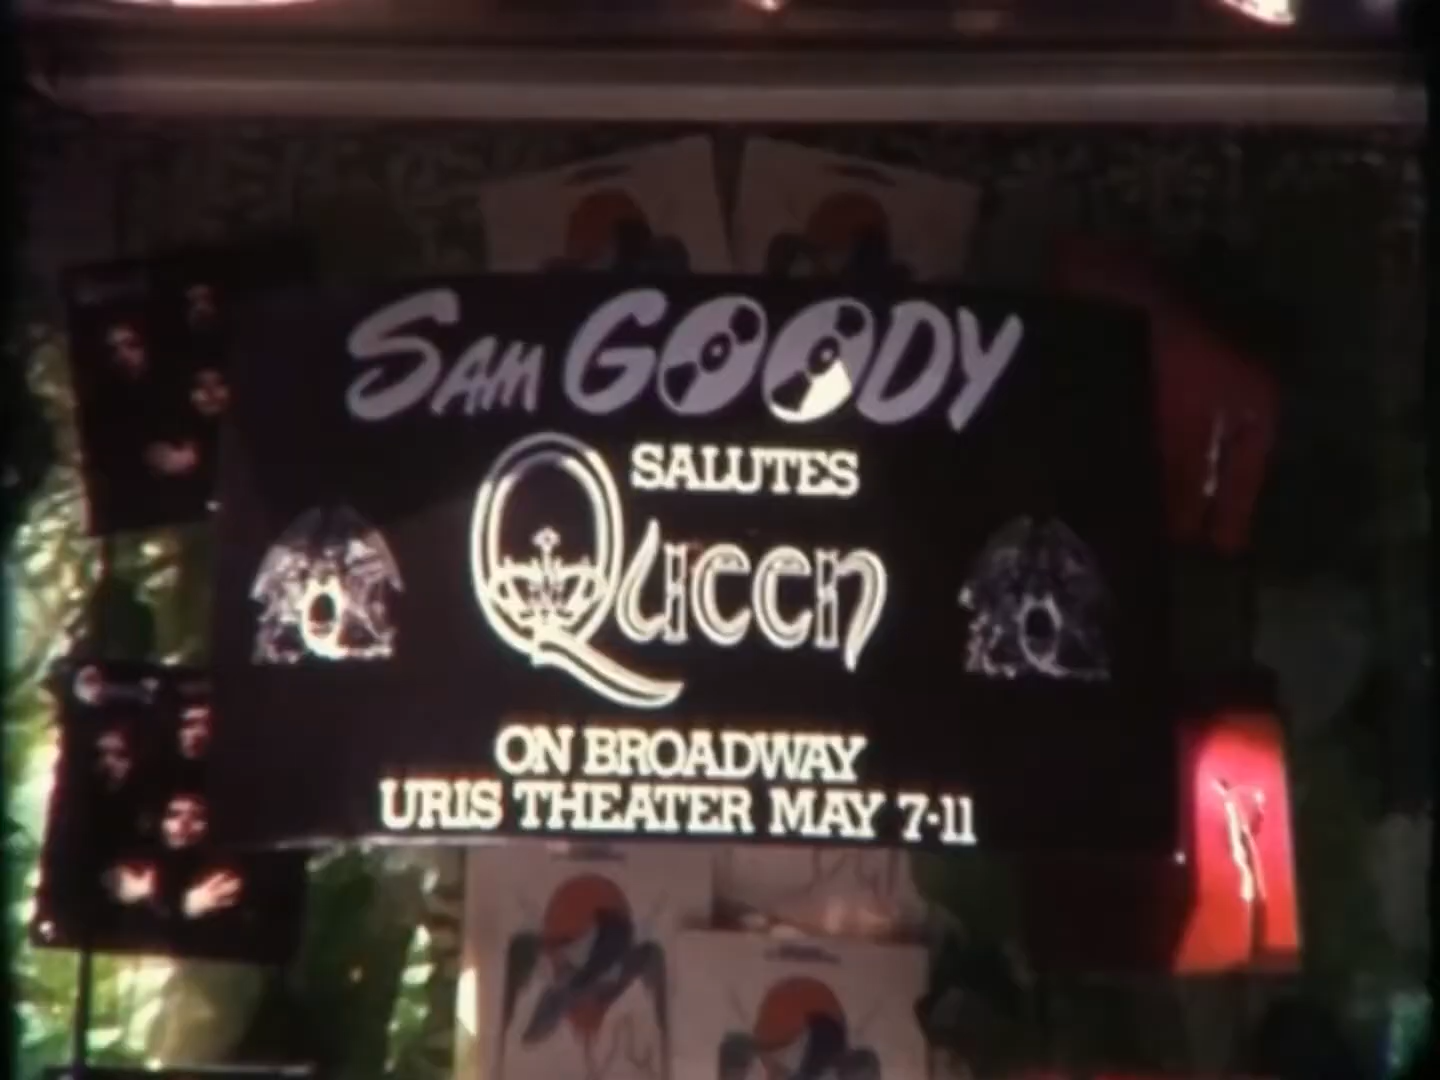 SAM GOODY
SALUTES
Queen
ON BROADWAY
URIS THEATER MAY 7-11